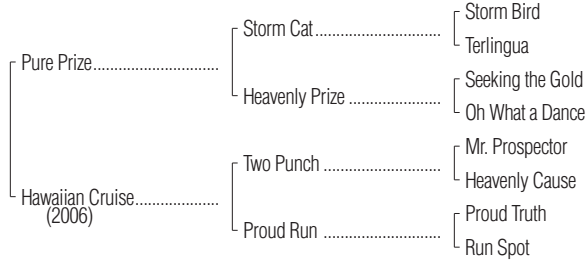 Storm Bird
Storm Cat
Terlingua
Pure Prize
Seeking the Gold
Heavenly Prize
Oh What a Dance
Mr. Prospector
Two Punch
Heavenly Cause
Hawaiian Cruise
(2006)
Proud Truth
Proud Run
Run Spot